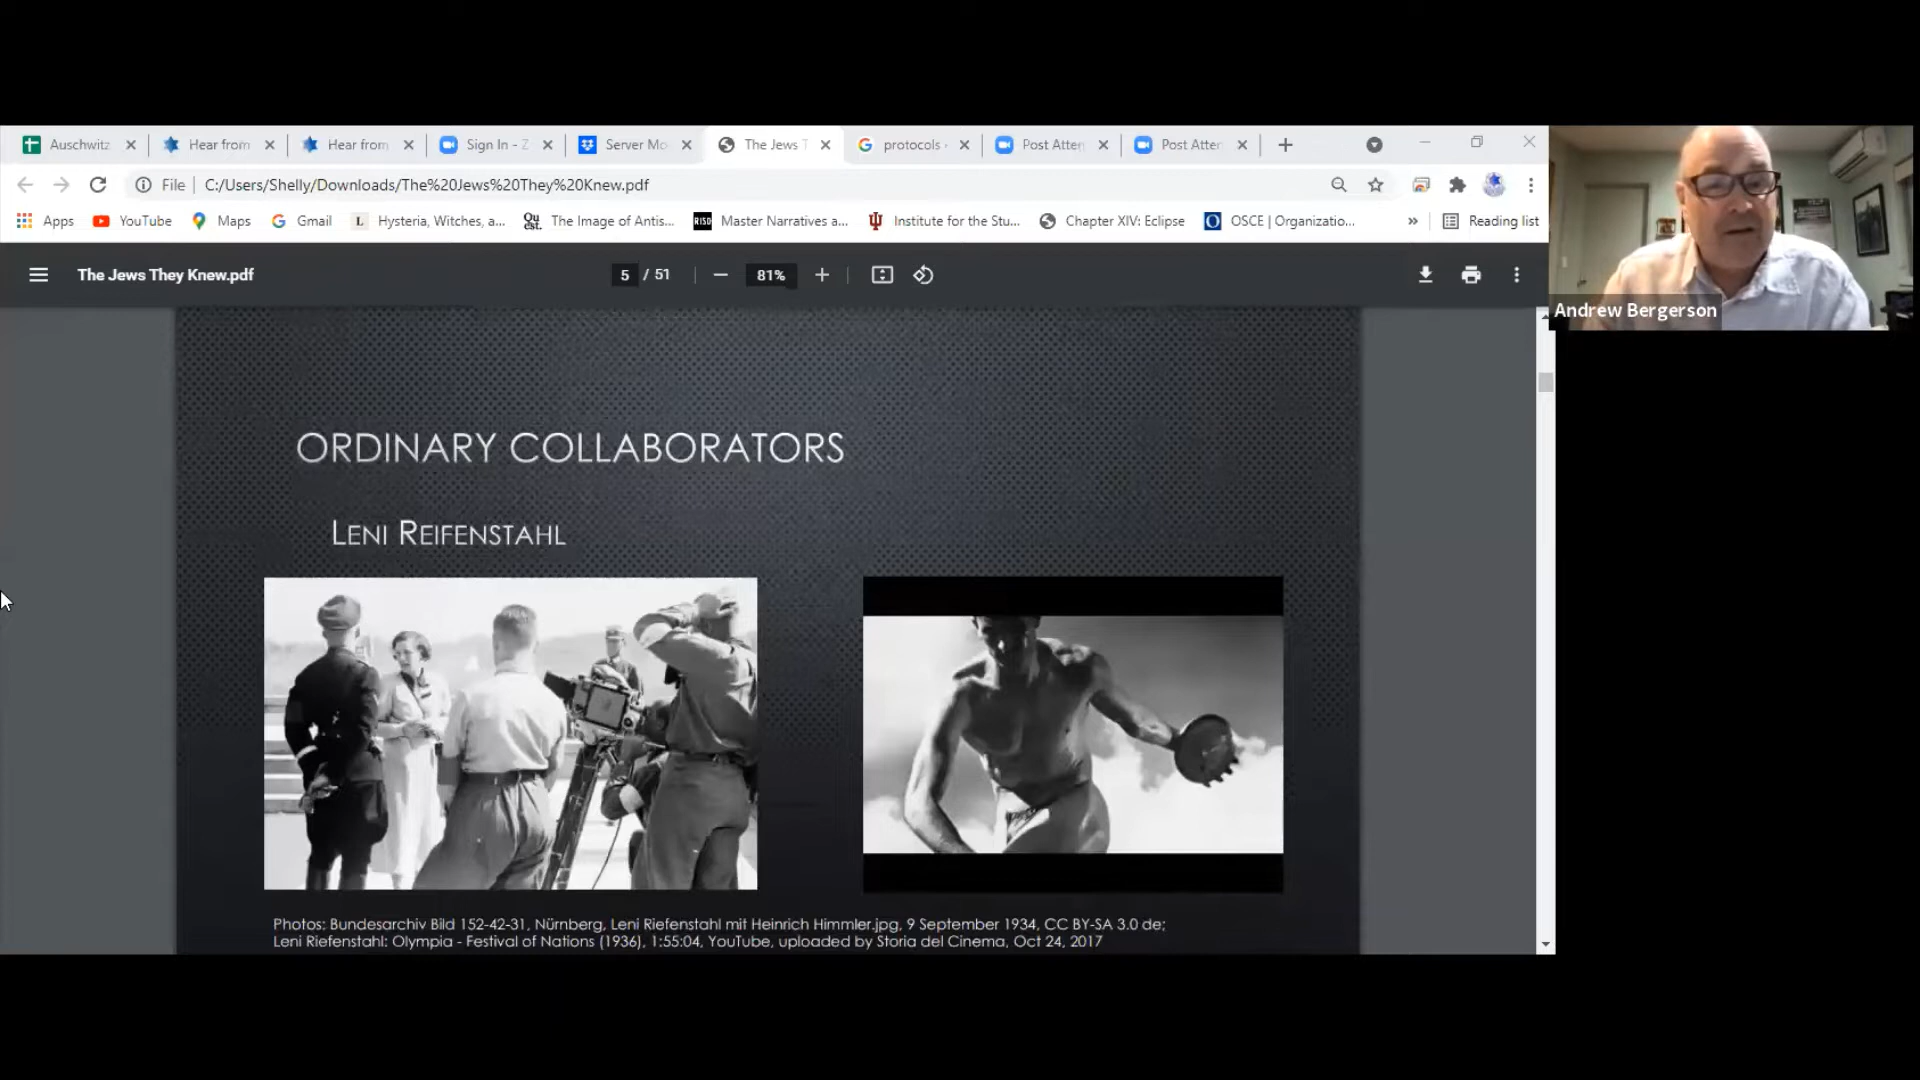 Auschwitz
Hear from
Hear from
Sign In - Z
Server Mo
The Jews T
protocols
Post Atten
Post Atten
File
C:/Users/Shelly/Downloads/The%20Jews%20They%20Knew.pdf
Apps
YouTube
Maps
Gmail
L
Hysteria, Witches, a...
Qu
est.
The Image of Antis...
RISD
Master Narratives a...
Institute for the Stu...
Chapter XIV: Eclipse
OSCE | Organizatio...
»
Reading list
The Jews They Knew.pdf
5 / 51
81%
Andrew Bergerson
ORDINARY COLLABORATORS
LENI REIFENSTAHL
Photos: Bundesarchiv Bild 152-42-31, Nürnberg, Leni Riefenstahl mit Heinrich Himmler.jpg, 9 September 1934, CC BY-SA 3.0 de;
Leni Riefenstahl: Olympia - Festival of Nations (1936), 1:55:04, YouTube, uploaded by Storia del Cinema, Oct 24, 2017